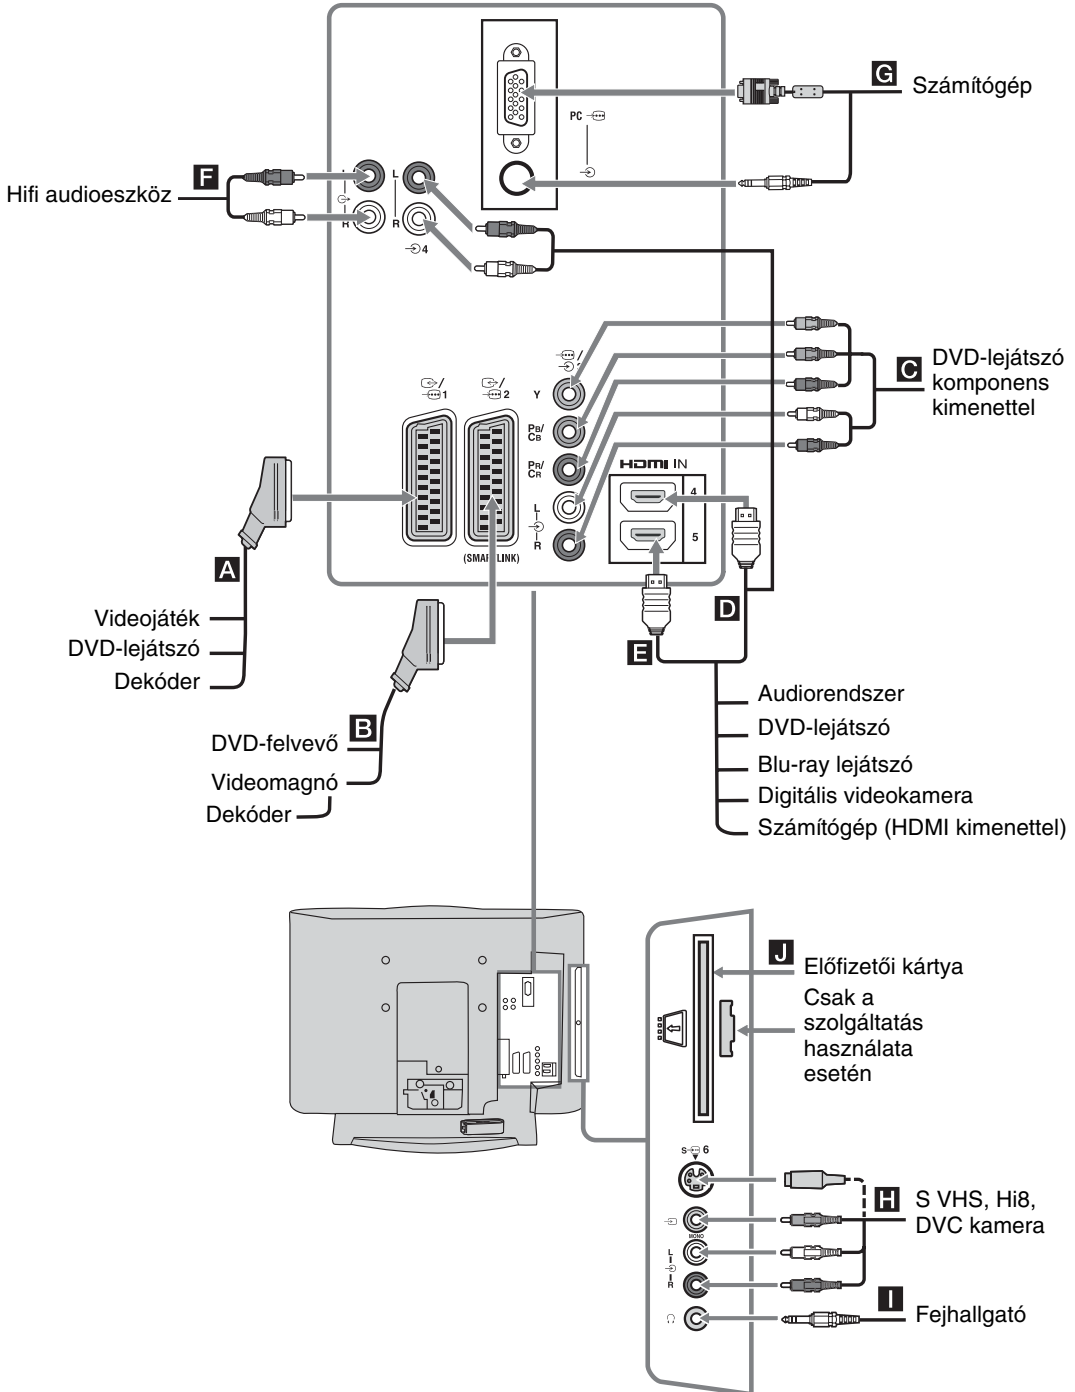 G Számítógép
PC
F
Hifi audioeszköz
L
R
R
4
C
DVD-lejátszó
komponens
kimenettel
1
2
Y
PB/
CB
PR/
CR
L
R
HDMI IN
4
5
A
Videojáték
DVD-lejátszó
Dekóder
D
E
B
DVD-felvevő
Videomagnó
Dekóder
Audiorendszer
DVD-lejátszó
Blu-ray lejátszó
Digitális videokamera
Számítógép (HDMI kimenettel)
J
Előfizetői kártya
Csak a
szolgáltatás
használata
esetén
S 6
H
S VHS, Hi8,
DVC kamera
MONO
L
R
I Fejhallgató